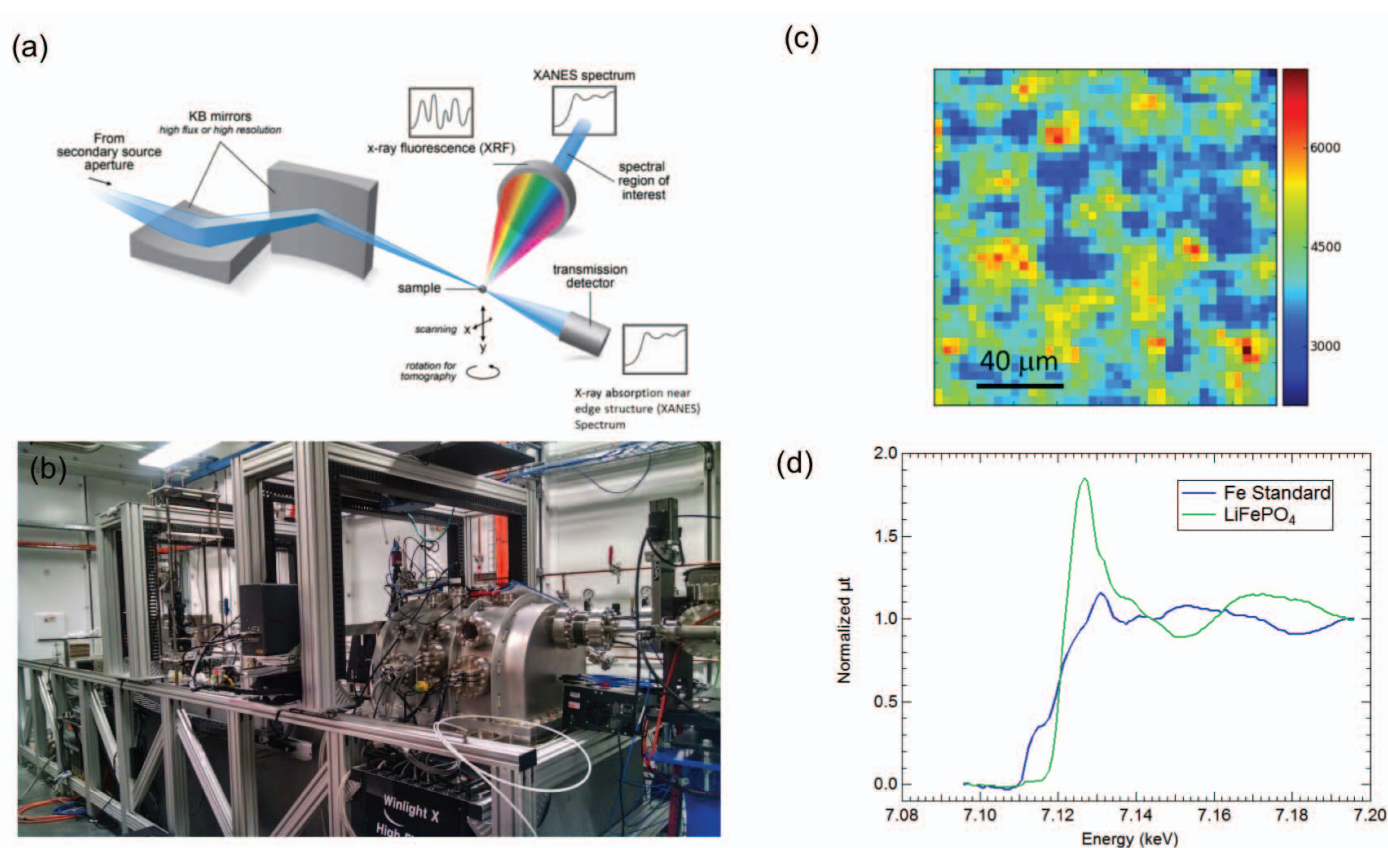 (a)
XANES spectrum
KB mirrors
high flux or high resolution
From
secondary source
aperture
x-ray fluorescence (XRF)
spectral
region of
interest
transmission
detector
sample
scanning
x
y
rotation for
tomography
X-ray absorption near
edge structure (XANES)
Spectrum
(b)
Winlight X
(c)
40 µm
6000
4500
3000
(d)
2.0
1.5
1.0
0.5
0.0
Normalized µt
Fe Standard
LiFePO₄
7.08
7.10
7.12
7.14
7.16
7.18
7.20
Energy (keV)